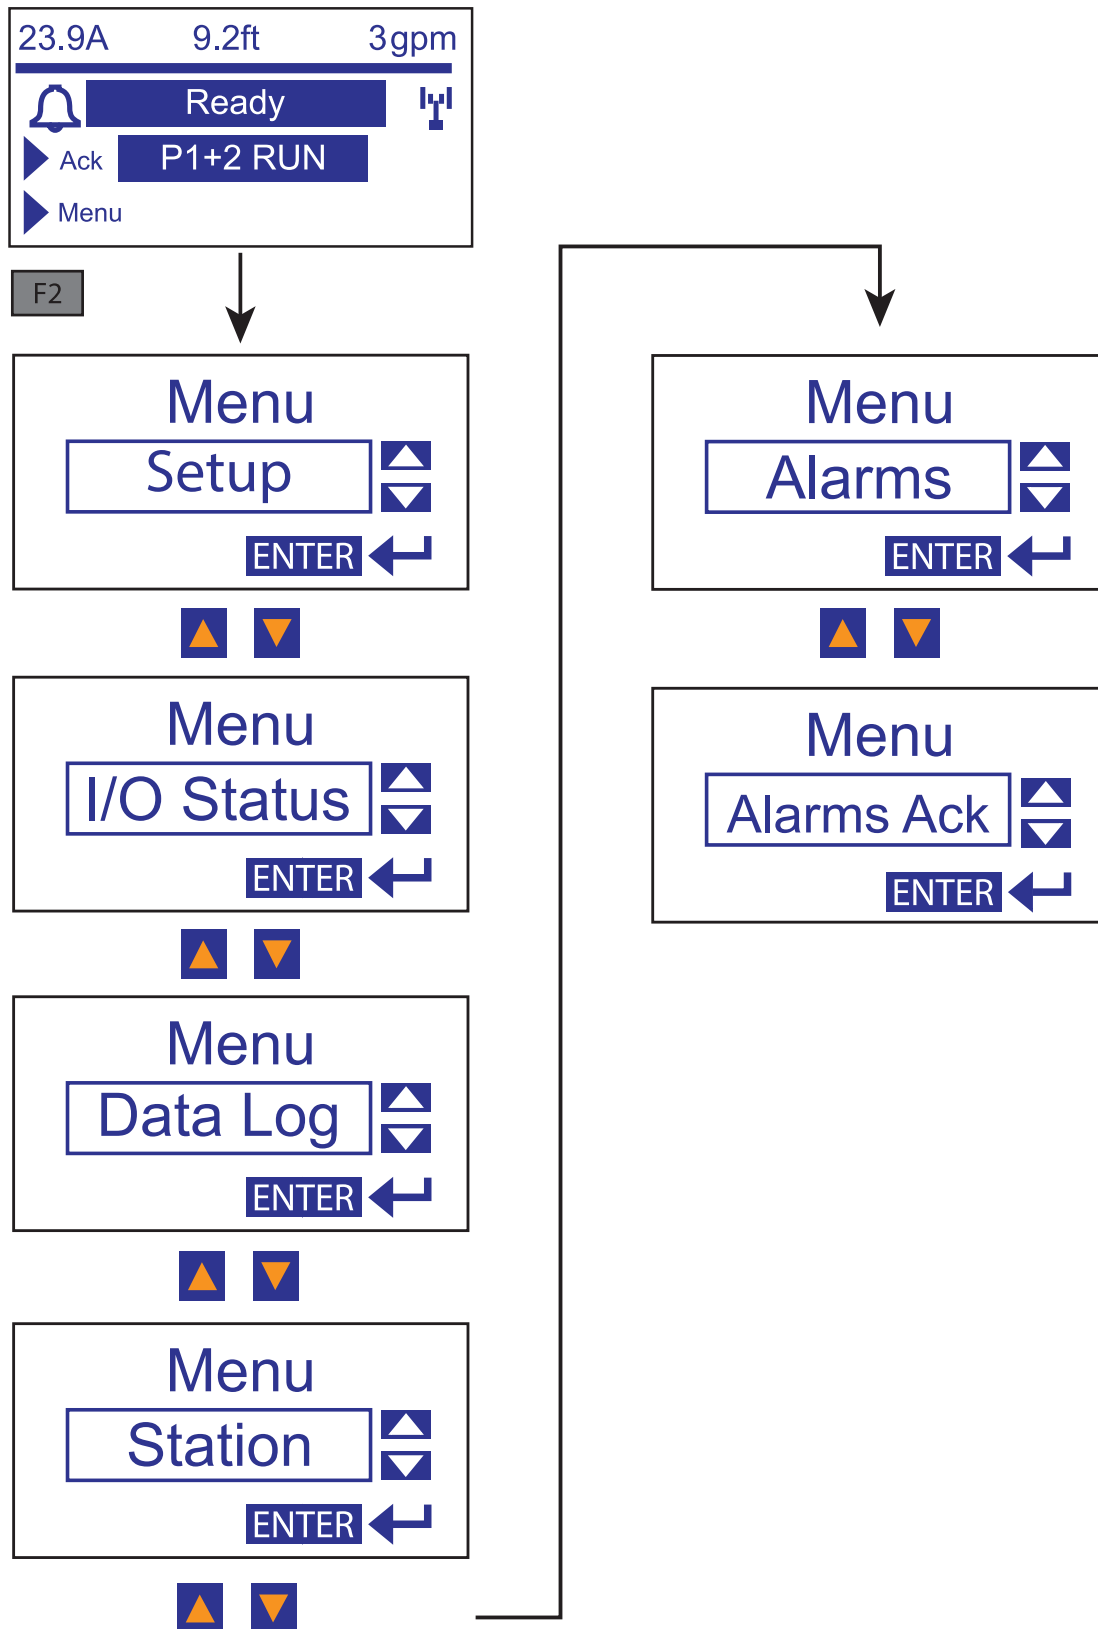 23.9A 9.2ft 3gpm
Ready
Ack P1+2 RUN
Menu
F2
Menu
Setup
ENTER
Menu
I/O Status
ENTER
Menu
Data Log
ENTER
Menu
Station
ENTER
Menu
Alarms
ENTER
Menu
Alarms Ack
ENTER